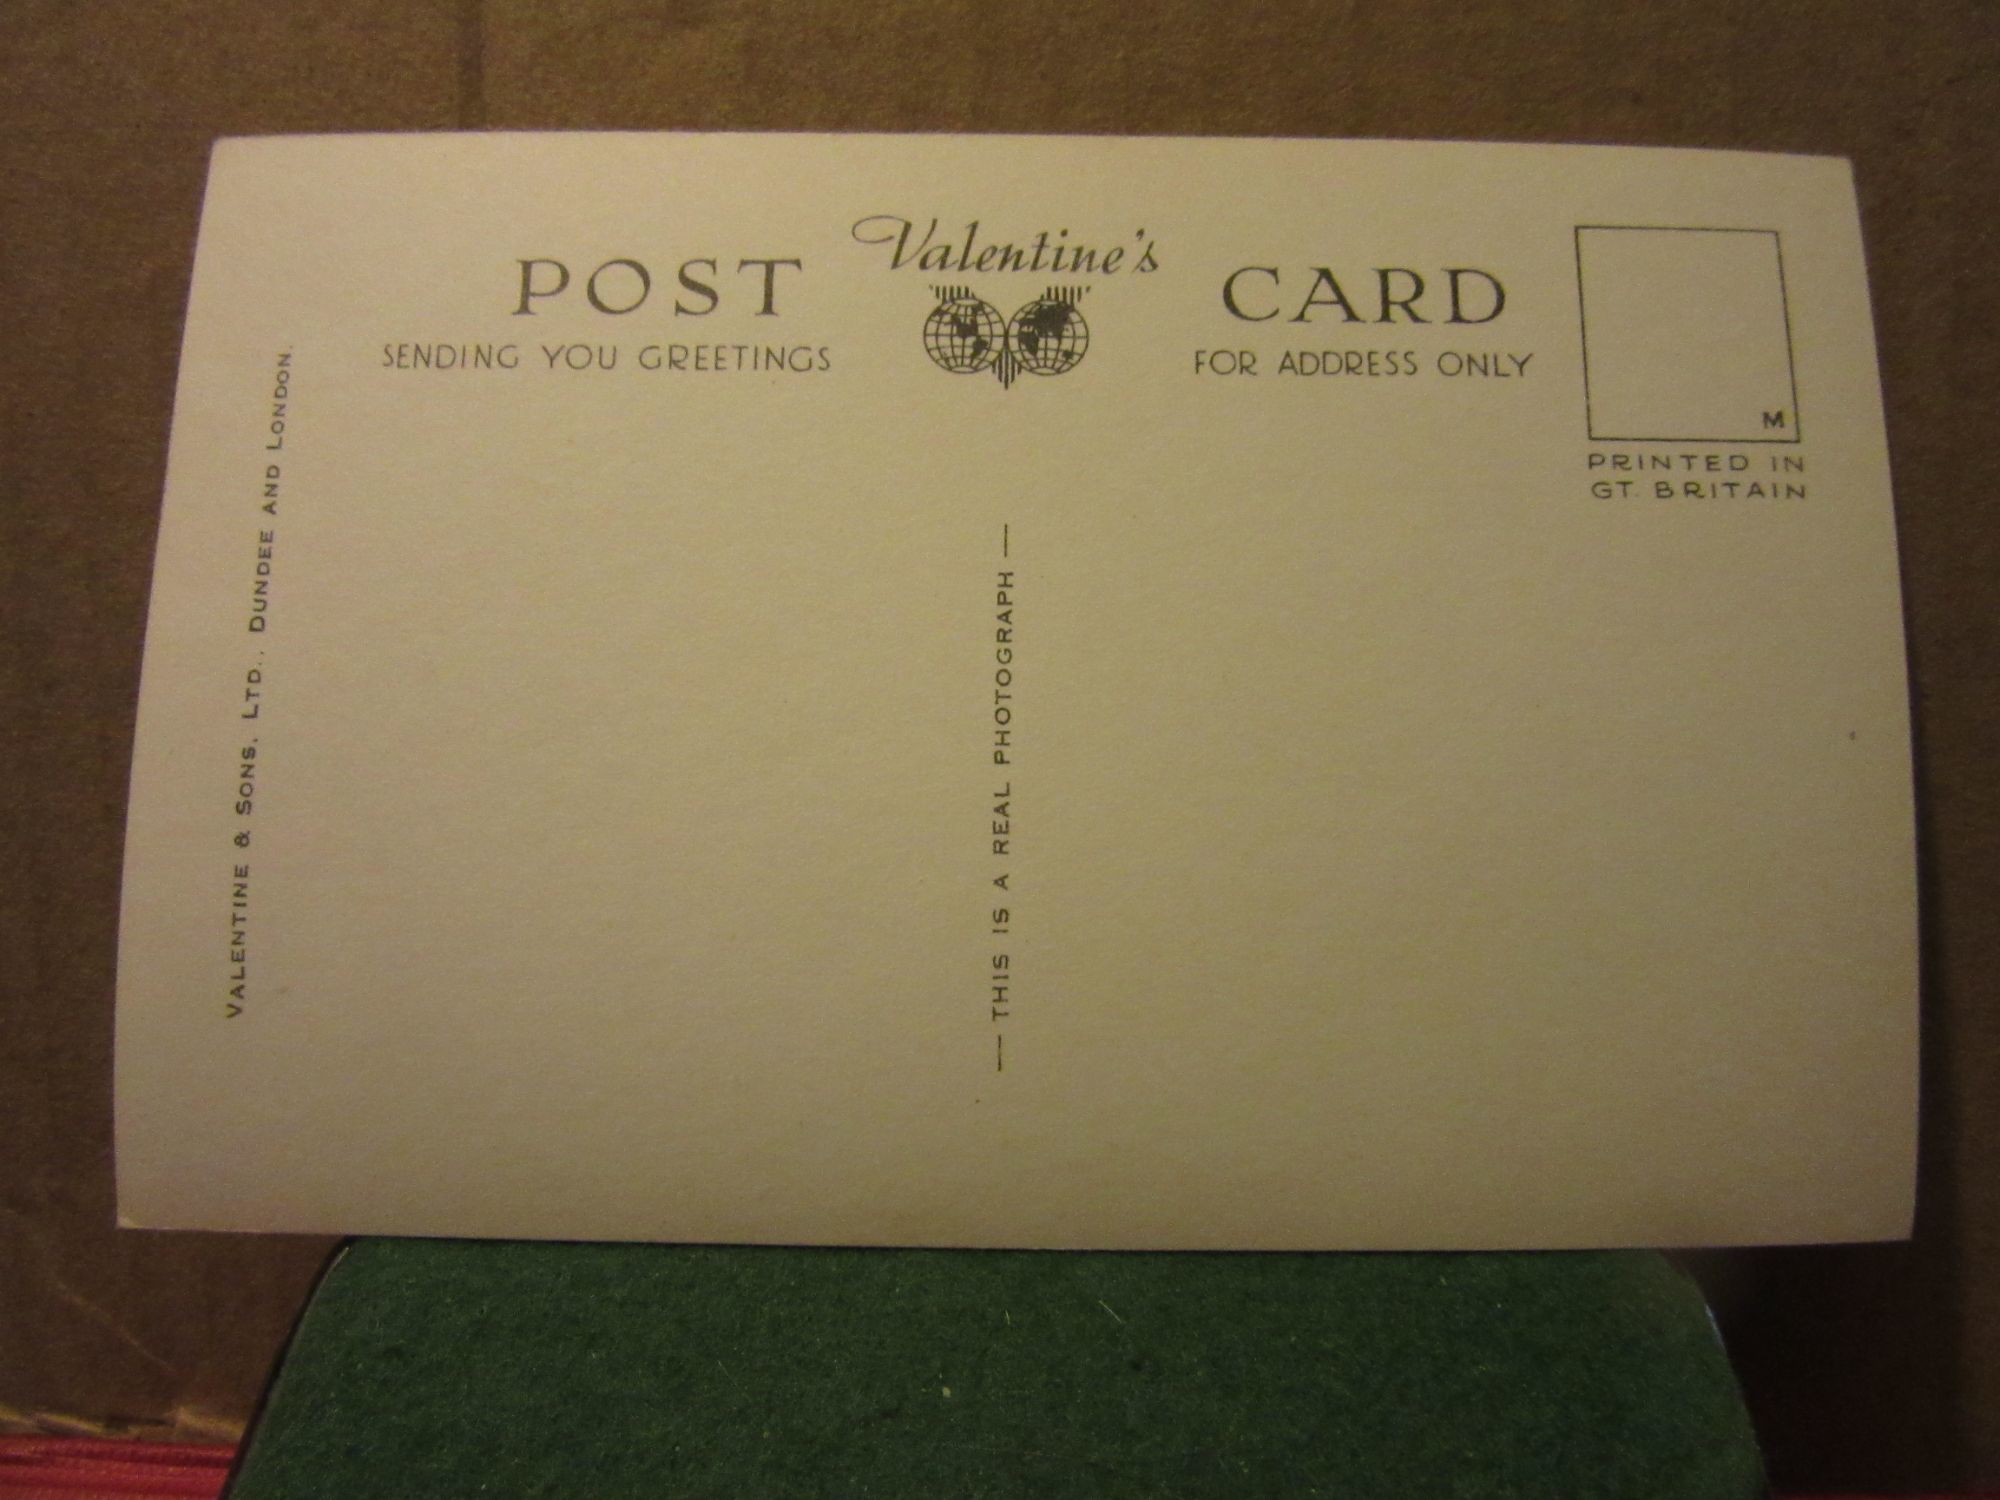 Valentine's
POST CARD
SENDING YOU GREETINGS
FOR ADDRESS ONLY
M
PRINTED IN
GT. BRITAIN
VALENTINE & SONS. LTD., DUNDEE AND LONDON.
— THIS IS A REAL PHOTOGRAPH —